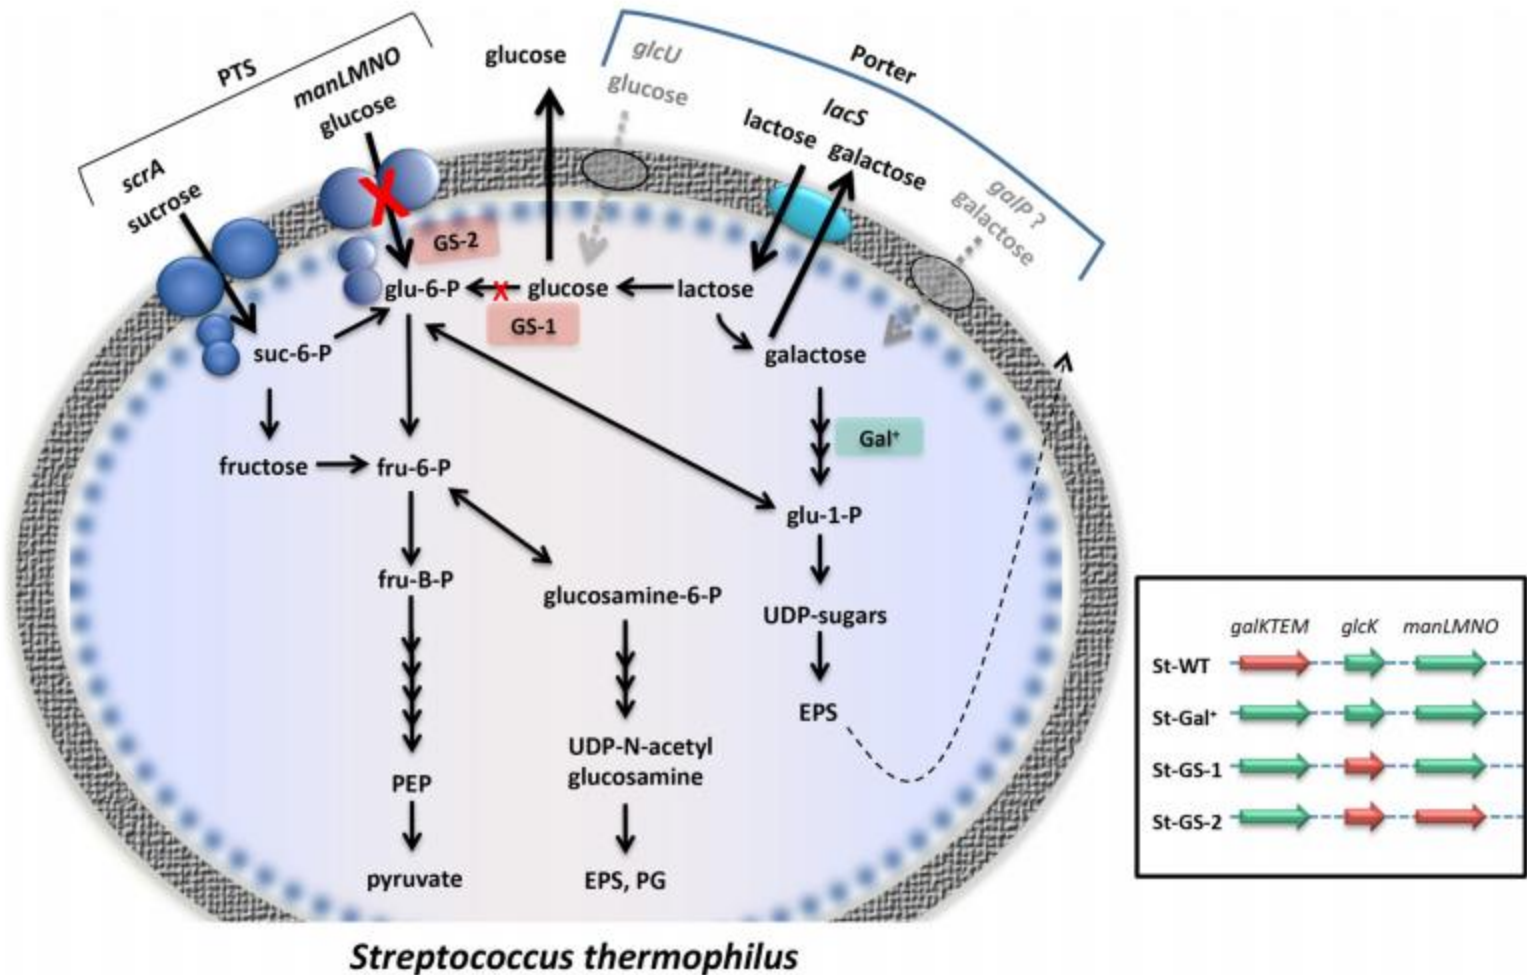 PTS
scrA
sucrose
manLMNO
glucose
glucose
glcU
glucose
Porter
lacS
lactose galactose
galP ?
galactose
GS-2
glu-6-P
X
X
glucose
lactose
GS-1
suc-6-P
galactose
Gal⁺
fructose
fru-6-P
glu-1-P
fru-B-P
glucosamine-6-P
UDP-sugars
EPS
UDP-N-acetyl
glucosamine
PEP
pyruvate
EPS, PG
galKTEM glcK manLMNO
St-WT
St-Gal⁺
St-GS-1
St-GS-2
Streptococcus thermophilus